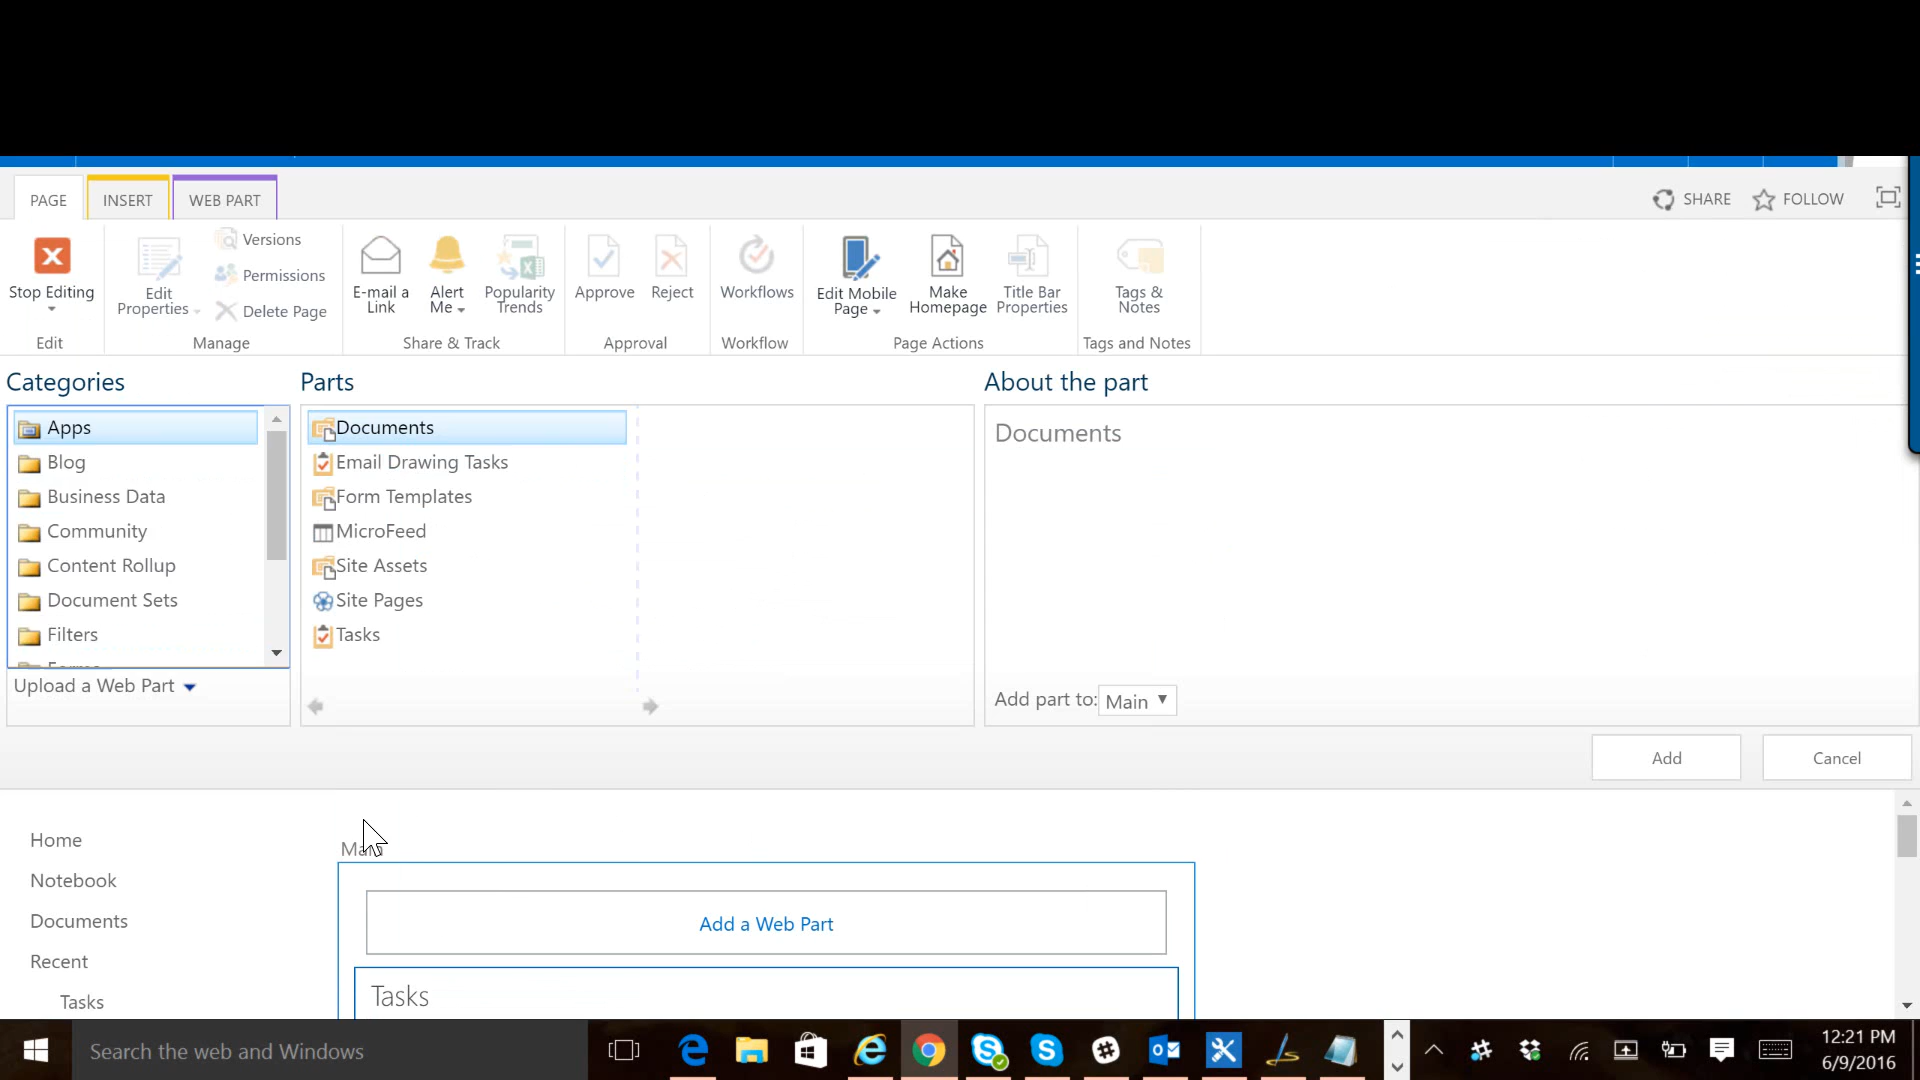 PAGE
INSERT
WEB PART
SHARE
FOLLOW
Stop Editing
Edit
Properties
Versions
Permissions
Delete Page
E-mail a
Link
Alert
Me
Popularity
Trends
Approve
Reject
Workflows
Edit Mobile
Page
Make
Homepage
Title Bar
Properties
Tags &
Notes
Edit
Manage
Share & Track
Approval
Workflow
Page Actions
Tags and Notes
Categories
Parts
About the part
Apps
Blog
Business Data
Community
Content Rollup
Document Sets
Filters
Upload a Web Part
Documents
Email Drawing Tasks
Form Templates
MicroFeed
Site Assets
Site Pages
Tasks
Documents
Add part to: Main
Add
Cancel
Home
Notebook
Documents
Recent
Tasks
Main
Add a Web Part
Tasks
Search the web and Windows
12:21 PM
6/9/2016